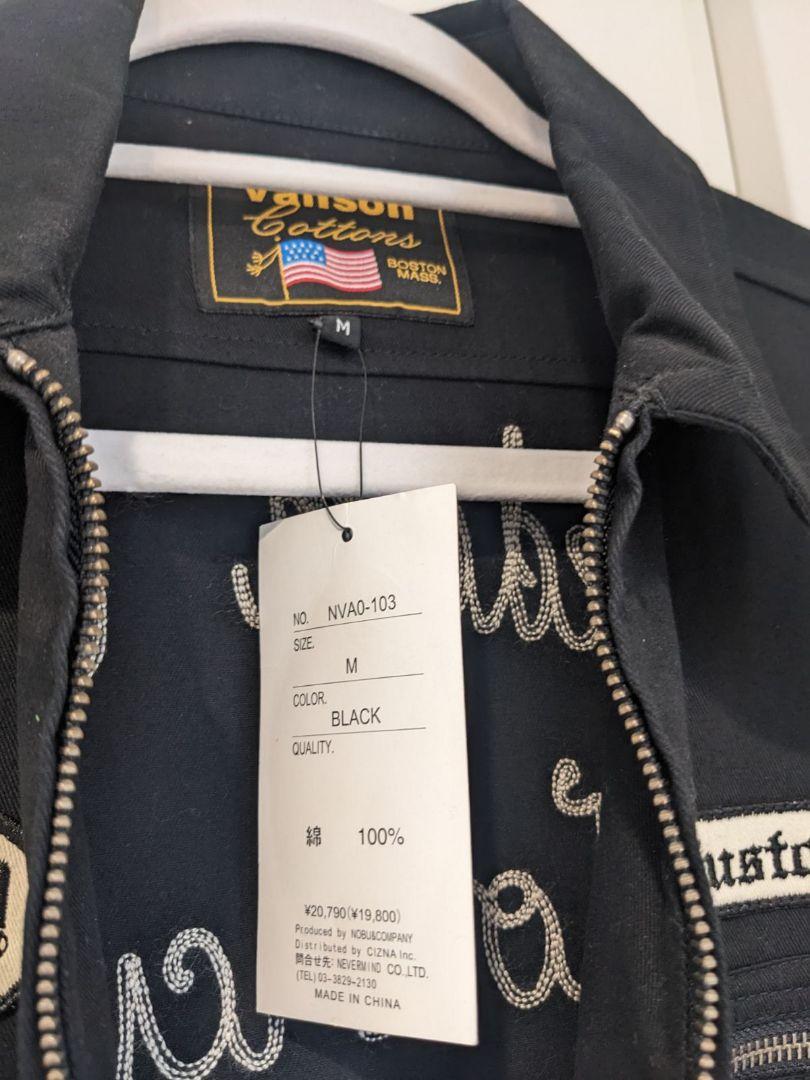 Vanson
Cottons
BOSTON
MASS.
M
NO. NVA0-103
SIZE.
M
COLOR.
BLACK
QUALITY.
綿 100%
¥20,790(¥19,800)
Produced by NOBU&COMPANY
Distributed by CIZNA Inc.
問合せ先: NEVERMIND CO., LTD.
(TEL) 03-3829-2130
MADE IN CHINA